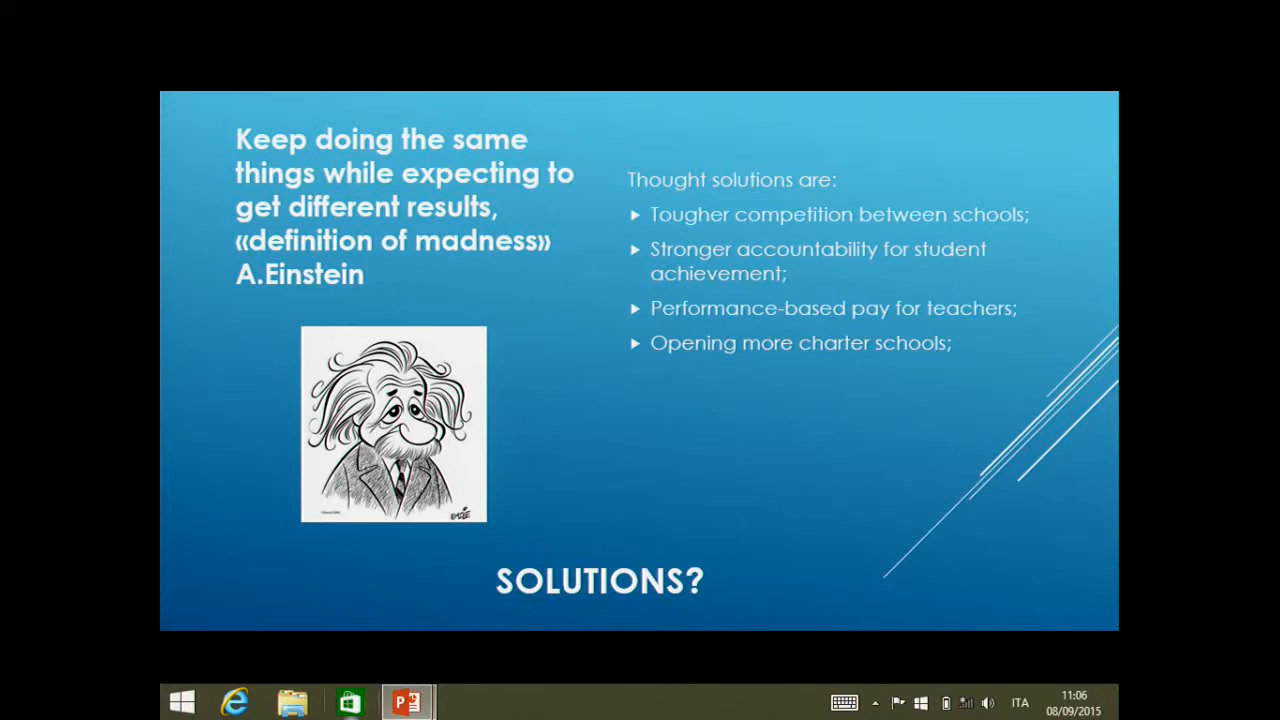 Keep doing the same
things while expecting to
get different results,
«definition of madness»
A.Einstein
Thought solutions are:
Tougher competition between schools;
Stronger accountability for student
achievement;
Performance-based pay for teachers;
Opening more charter schools;
SOLUTIONS?
ITA
11:06
08/09/2015